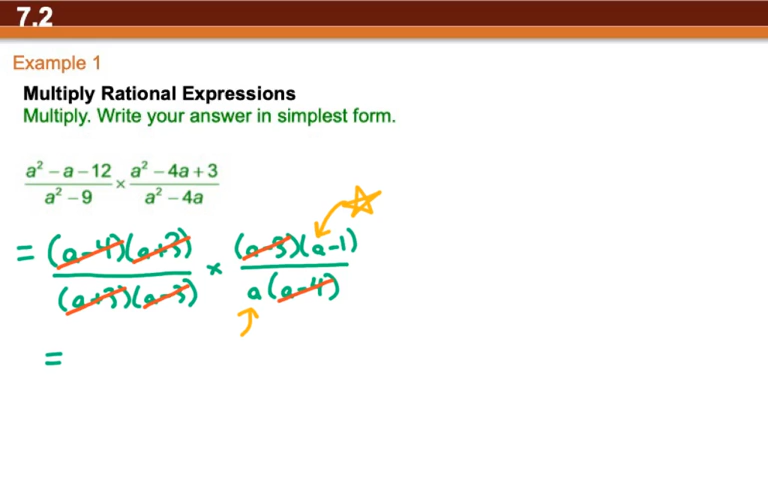 7.2
Example 1
Multiply Rational Expressions
Multiply. Write your answer in simplest form.
a² − a − 12 a² − 4a + 3
×
a² − 9 a² − 4a
= (a-4)(a+3) (a-3)(a-1)
×
(a+3)(a-3) a(a-4)
=